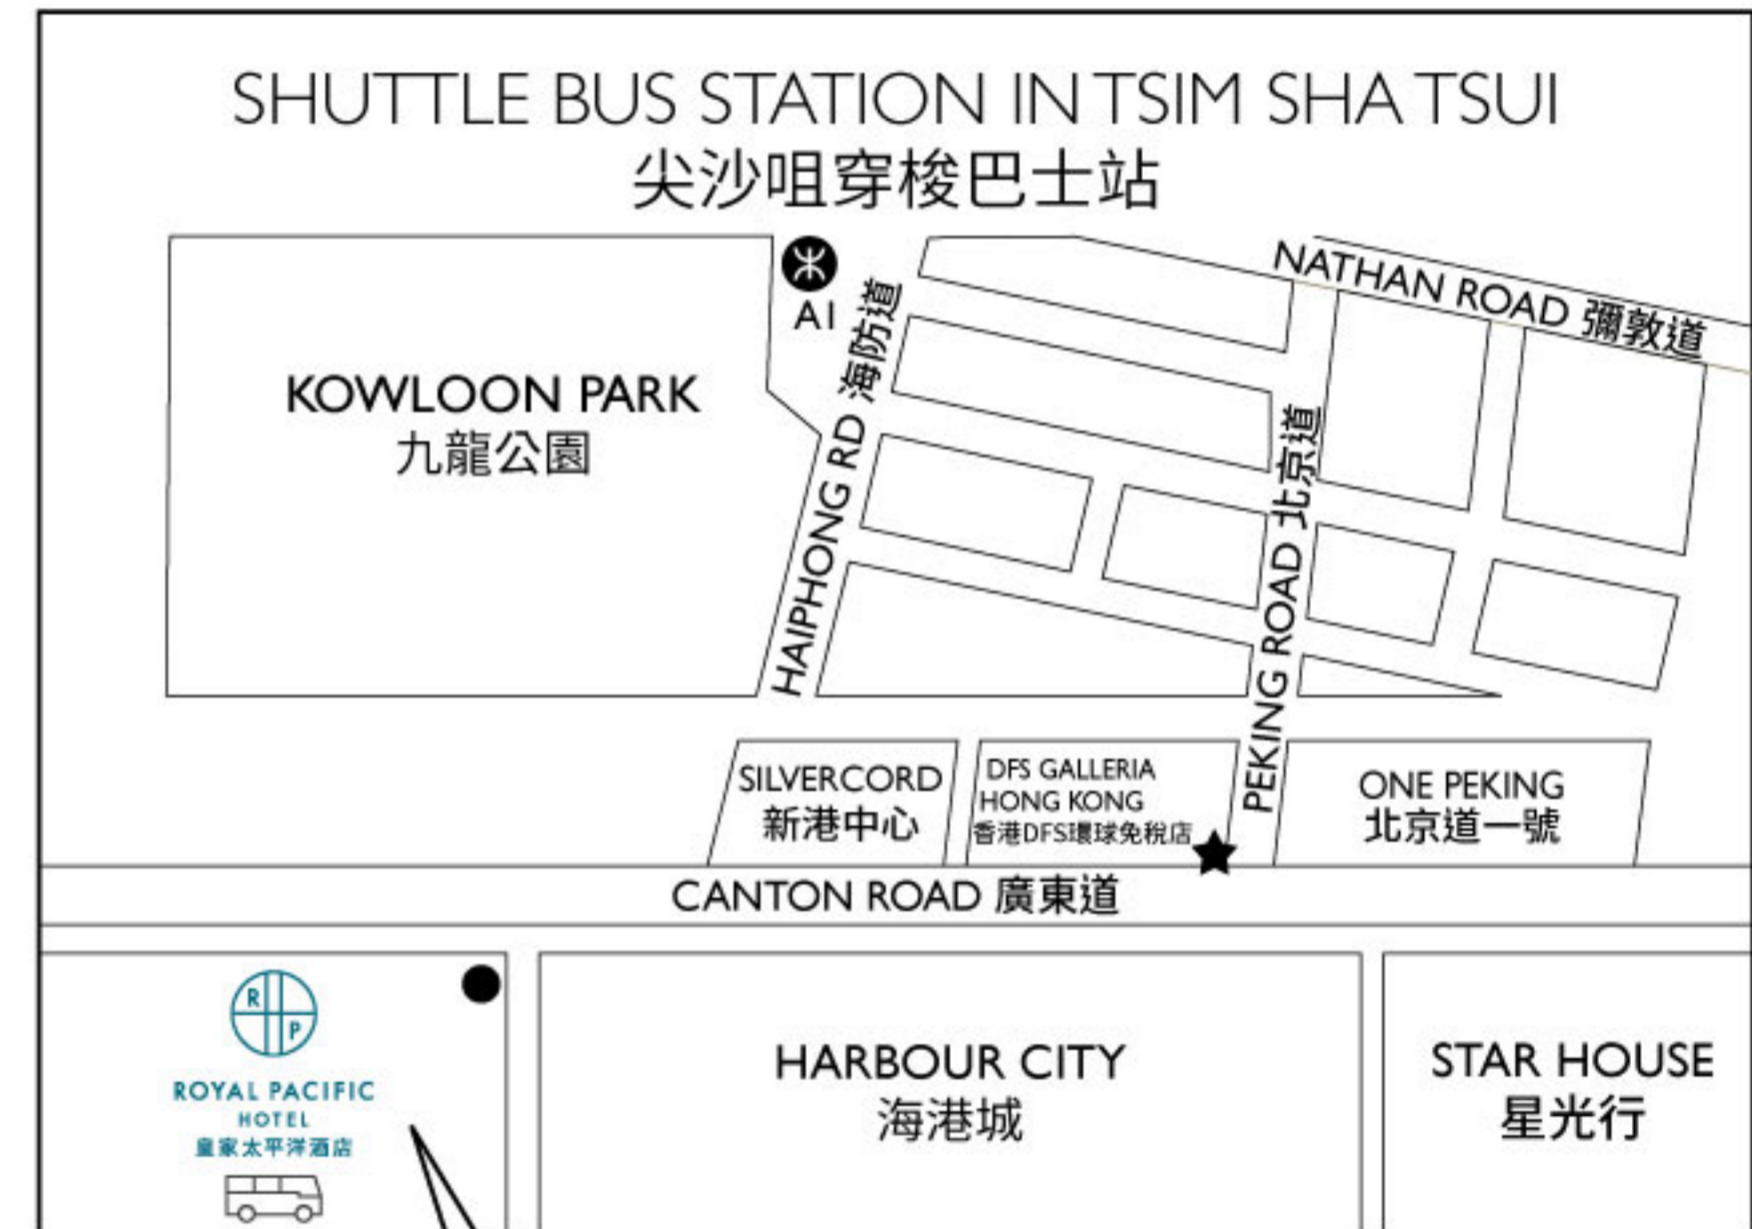 SHUTTLE BUS STATION IN TSIM SHA TSUI
尖沙咀穿梭巴士站
NATHAN ROAD 彌敦道
A1
HAIPHONG RD 海防道
KOWLOON PARK
九龍公園
PEKING ROAD 北京道
SILVERCORD
新港中心
DFS GALLERIA
HONG KONG
香港DFS環球免稅店
ONE PEKING
北京道一號
CANTON ROAD 廣東道
R
P
ROYAL PACIFIC
HOTEL
皇家太平洋酒店
HARBOUR CITY
海港城
STAR HOUSE
星光行